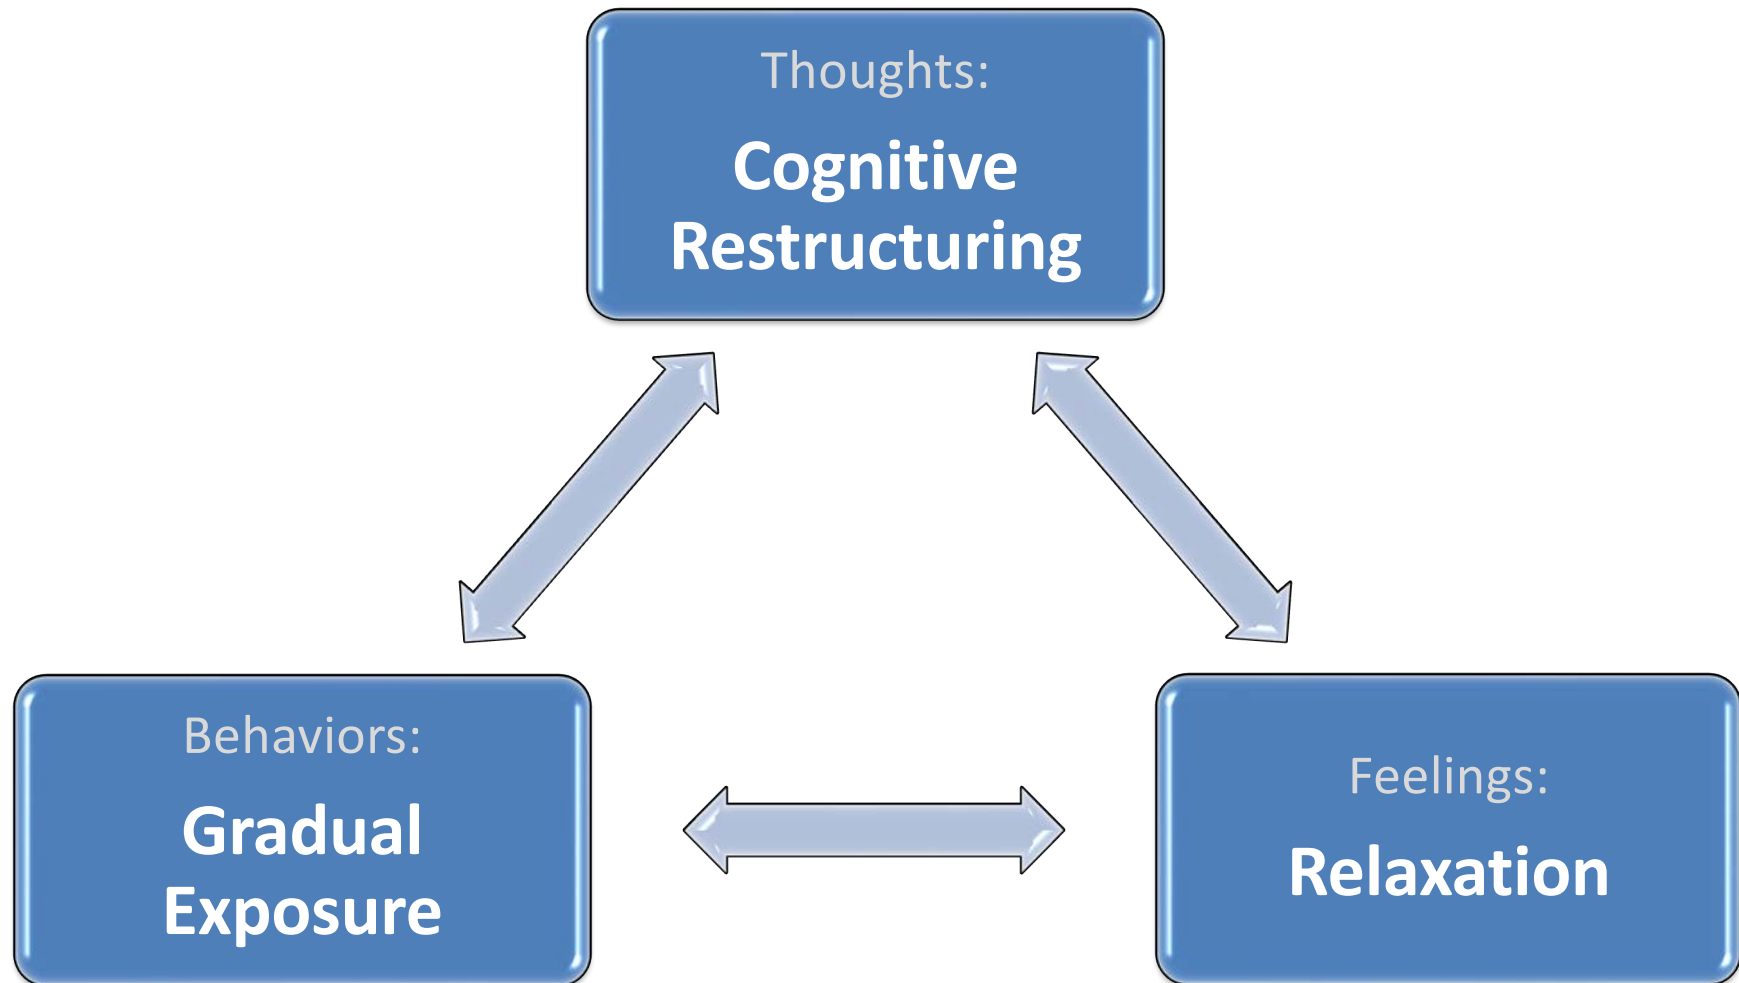 Thoughts:
Cognitive
Restructuring
Behaviors:
Gradual
Exposure
Feelings:
Relaxation